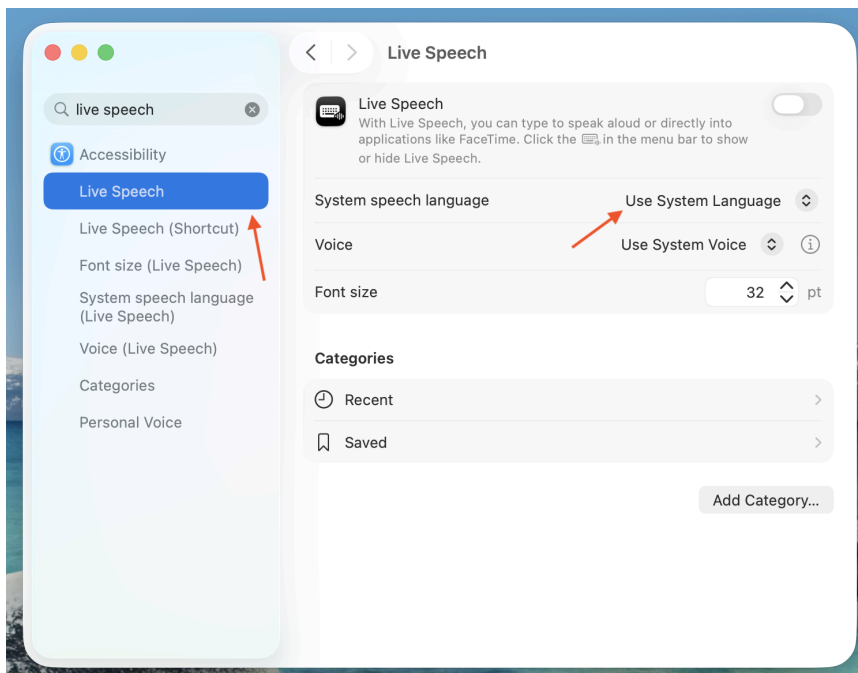 live speech
Accessibility
Live Speech
Live Speech (Shortcut)
Font size (Live Speech)
System speech language
(Live Speech)
Voice (Live Speech)
Categories
Personal Voice
Live Speech
Live Speech
With Live Speech, you can type to speak aloud or directly into
applications like FaceTime. Click the in the menu bar to show
or hide Live Speech.
System speech language Use System Language
Voice Use System Voice
Font size 32 pt
Categories
Recent
Saved
Add Category...